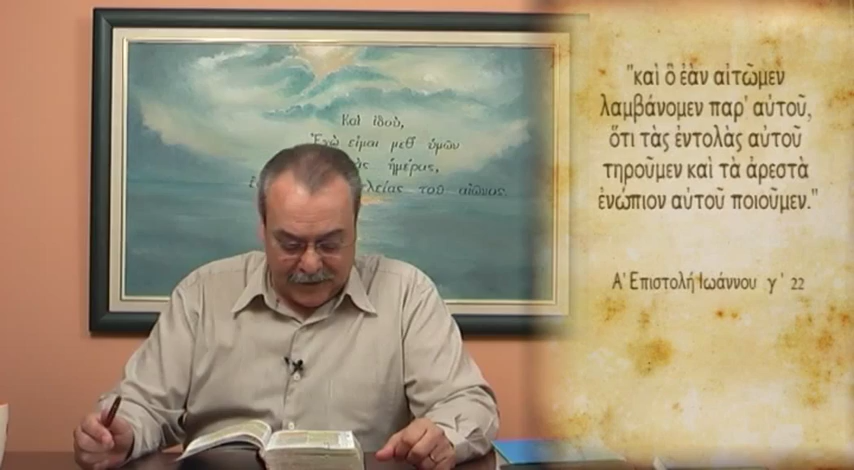 Καὶ ἰδοὺ,
Ἐγὼ εἶμαι μεθ ὑμῶν
ἡμέρας,
τοῦ αἰῶνος.
"καὶ ὃ ἐὰν αἰτῶμεν
λαμβάνομεν παρ' αὐτοῦ,
ὅτι τὰς ἐντολὰς αὐτοῦ
τηροῦμεν καὶ τὰ ἀρεστὰ
ἐνώπιον αὐτοῦ ποιοῦμεν."
Α' Επιστολή Ιωάννου γ' 22